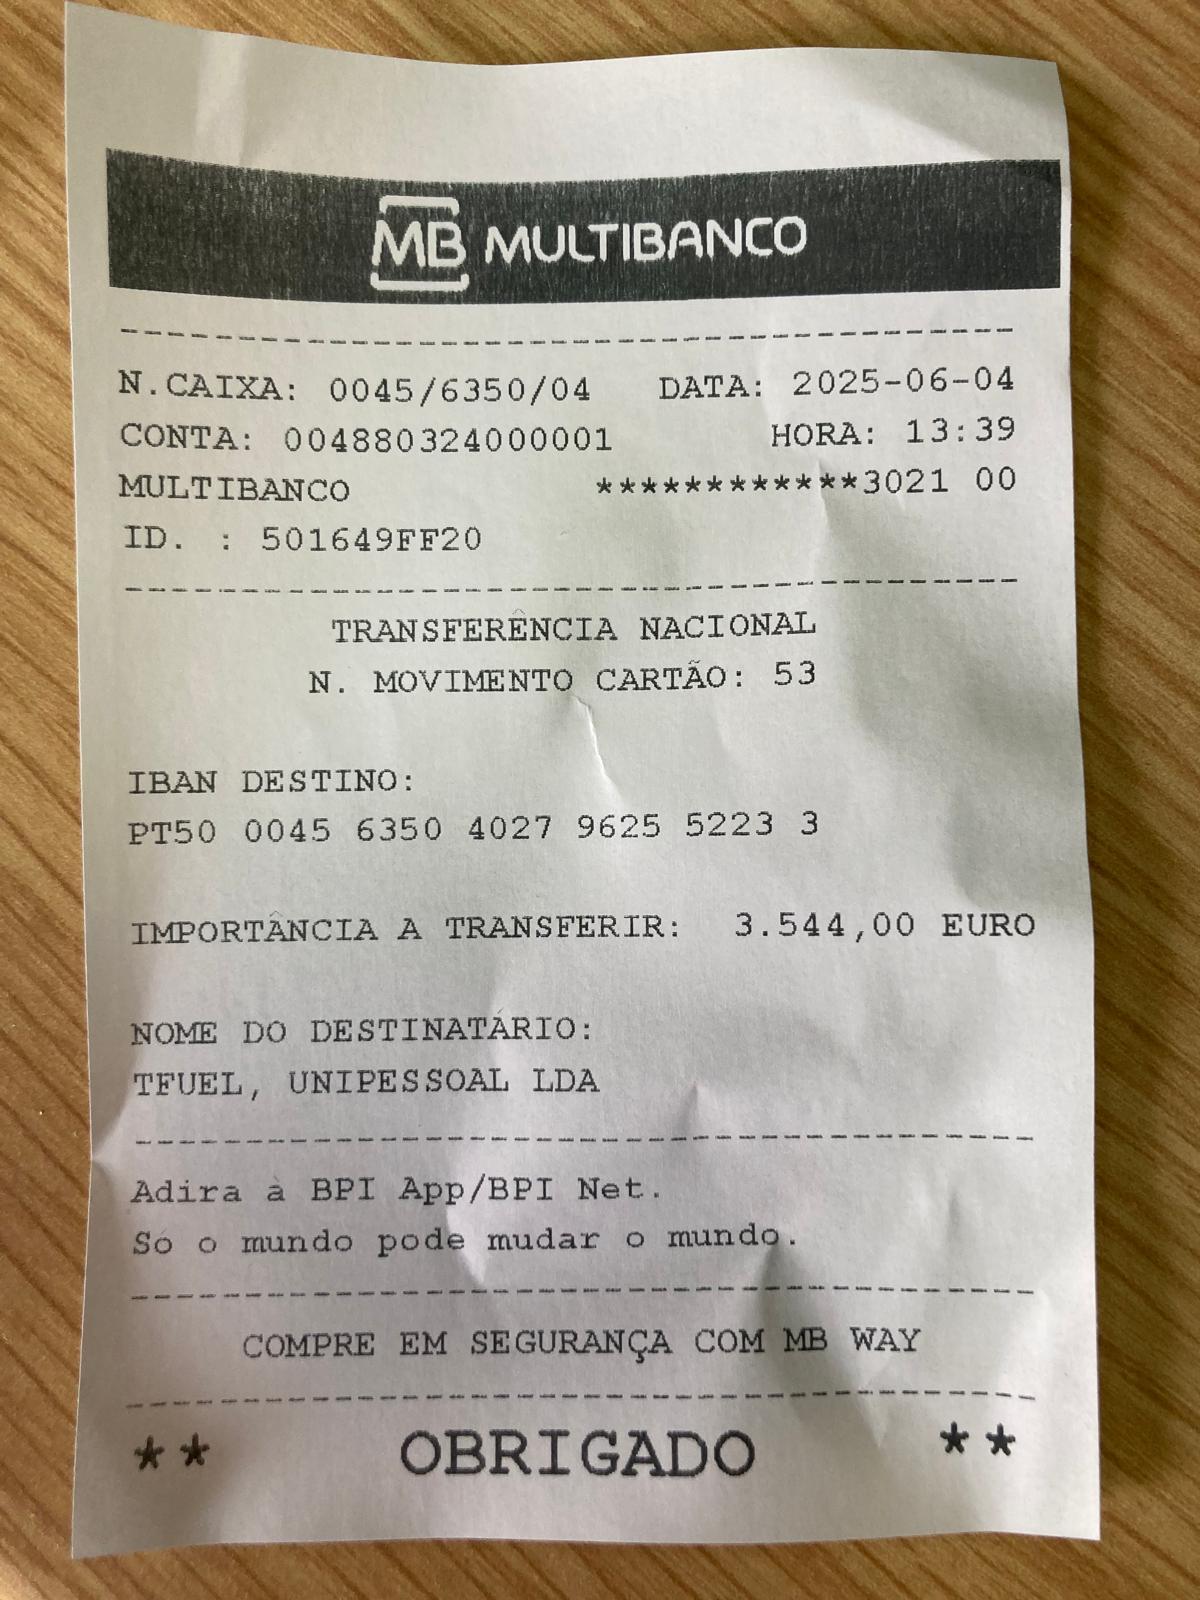 MB MULTIBANCO
N.CAIXA: 0045/6350/04 DATA: 2025-06-04
CONTA: 004880324000001 HORA: 13:39
MULTIBANCO ************3021 00
ID. : 501649FF20
TRANSFERÊNCIA NACIONAL
N. MOVIMENTO CARTÃO: 53
IBAN DESTINO:
PT50 0045 6350 4027 9625 5223 3
IMPORTÂNCIA A TRANSFERIR: 3.544,00 EURO
NOME DO DESTINATÁRIO:
TFUEL, UNIPESSOAL LDA
Adira à BPI App/BPI Net.
Só o mundo pode mudar o mundo.
COMPRE EM SEGURANÇA COM MB WAY
** OBRIGADO **